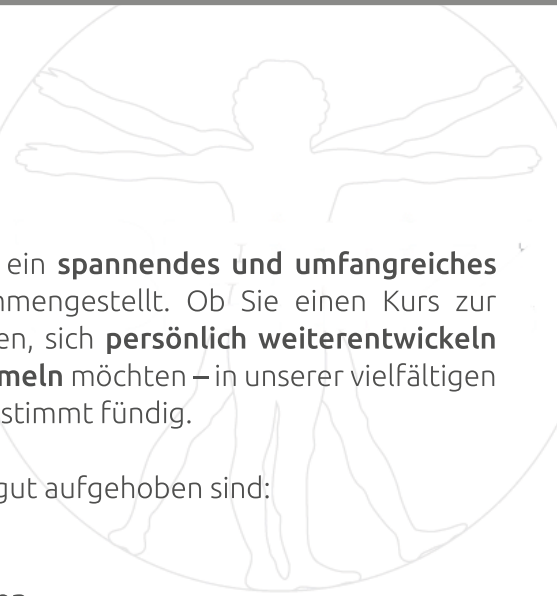 ein spannendes und umfangreiches
mmengestellt. Ob Sie einen Kurs zur
en, sich persönlich weiterentwickeln
meln möchten – in unserer vielfältigen
stimmt fündig.
gut aufgehoben sind: